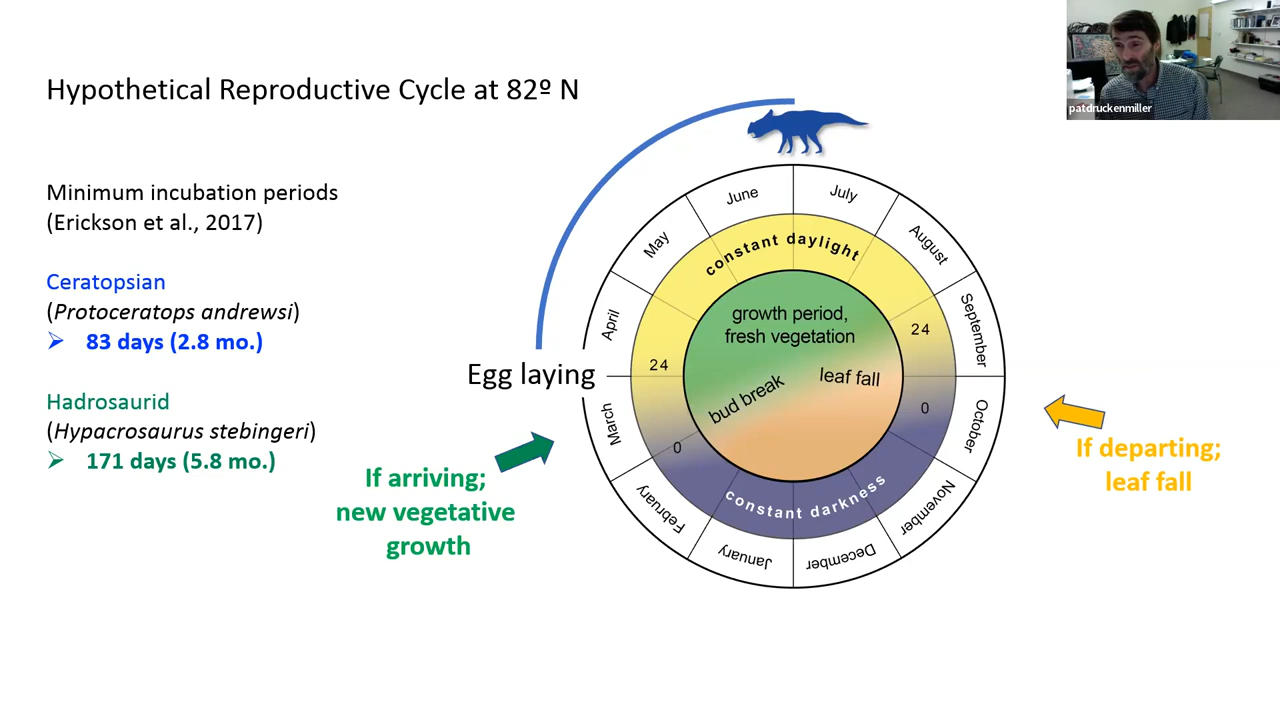 patdruckenmiller
Hypothetical Reproductive Cycle at 82º N
Minimum incubation periods
(Erickson et al., 2017)
Ceratopsian
(Protoceratops andrewsi)
➢ 83 days (2.8 mo.)
Hadrosaurid
(Hypacrosaurus stebingeri)
➢ 171 days (5.8 mo.)
Egg laying
If arriving;
new vegetative
growth
June
July
May
August
April
September
March
October
February
November
January
December
constant daylight
24
24
0
0
constant darkness
growth period,
fresh vegetation
bud break
leaf fall
If departing;
leaf fall